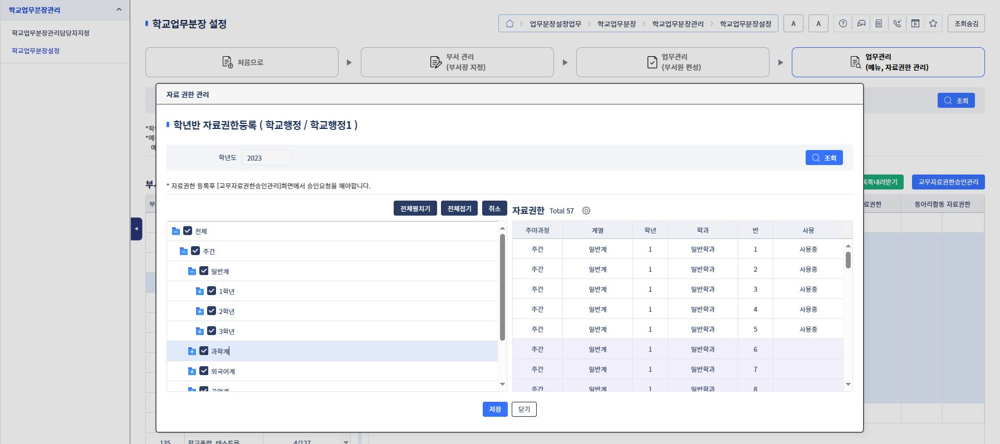 학교업무분장관리
학교업무분장관리담당자지정
학교업무분장설정
학교업무분장 설정
업무분장설정업무
학교업무분장
학교업무분장관리
학교업무분장설정
A
A
조회숨김
처음으로
부서 관리
(부서장 지정)
업무관리
(부서원 편성)
업무관리
(메뉴, 자료권한 관리)
조회
자료 권한 관리
학년반 자료권한등록 ( 학교행정 / 학교행정1 )
학년도 2023
조회
* 자료권한 등록후 [교무자료권한승인관리]화면에서 승인요청을 해야합니다.
목록내려받기
교무자료권한승인관리
동아리활동 자료권한
전체펼치기 전체접기 취소
전체
주간
일반계
1학년
2학년
3학년
과학계
외국어계
공업계
자료권한 Total 57
주야과정 계열 학년 학과 반 사용
주간 일반계 1 일반학과 1 사용중
주간 일반계 1 일반학과 2 사용중
주간 일반계 1 일반학과 3 사용중
주간 일반계 1 일반학과 4 사용중
주간 일반계 1 일반학과 5 사용중
주간 일반계 1 일반학과 6
주간 일반계 1 일반학과 7
주간 일반계 1 일반학과 8
저장 닫기
135 학교폭력_테스트용 4/127